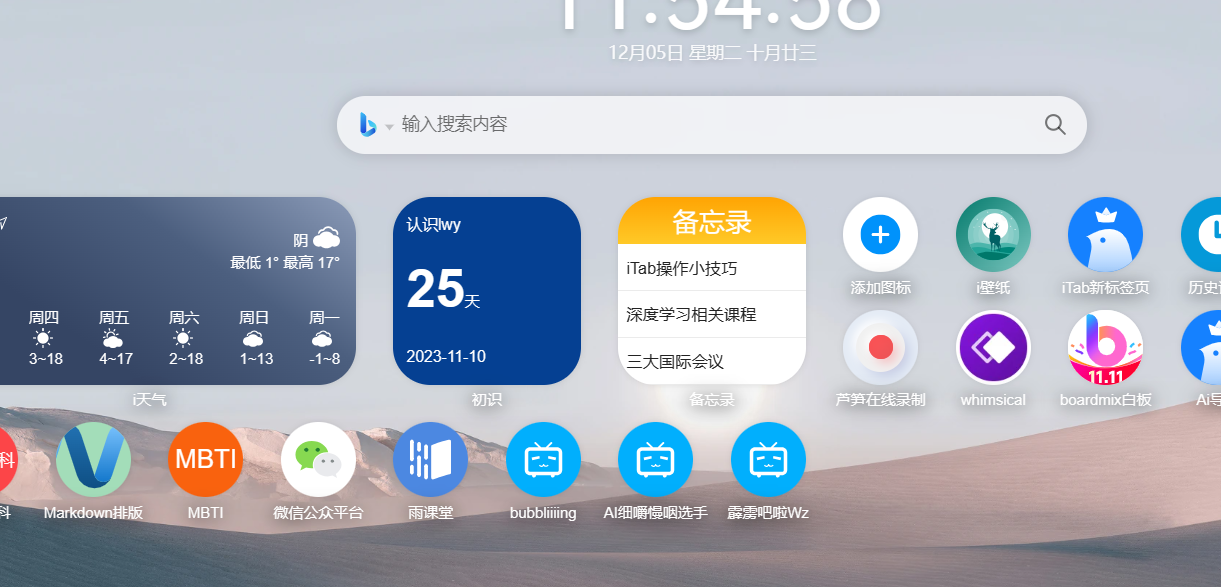 11:54:58
12月05日 星期二 十月廿三
输入搜索内容
阴
最低 1° 最高 17°
周四 周五 周六 周日 周一
3~18 4~17 2~18 1~13 -1~8
i天气
认识lwy
25天
2023-11-10
初识
备忘录
iTab操作小技巧
深度学习相关课程
三大国际会议
备忘录
添加图标 i壁纸 iTab新标签页 历史
11.11
芦笋在线录制 whimsical boardmix白板 Ai导
科 MBTI
科 Markdown排版 MBTI 微信公众平台 雨课堂 bubbliiiing AI细嚼慢咽选手 霹雳吧啦Wz